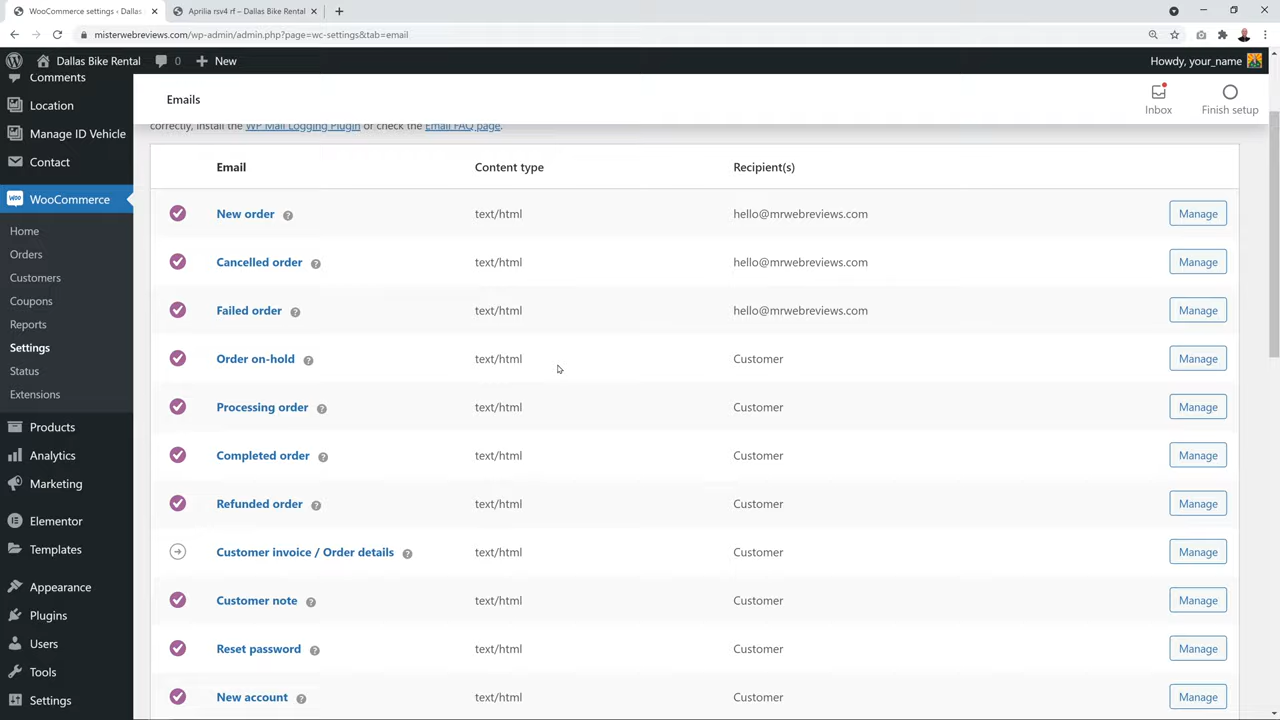 WooCommerce settings ‹ Dallas
Aprilia rsv4 rf – Dallas Bike Rental
misterwebreviews.com/wp-admin/admin.php?page=wc-settings&tab=email
Dallas Bike Rental
0
New
Howdy, your_name
Comments
Location
Manage ID Vehicle
Contact
WooCommerce
Home
Orders
Customers
Coupons
Reports
Settings
Status
Extensions
Products
Analytics
Marketing
Elementor
Templates
Appearance
Plugins
Users
Tools
Settings
Emails
Inbox
Finish setup
correctly, install the WP Mail Logging Plugin or check the Email FAQ page.
Email Content type Recipient(s)
New order text/html hello@mrwebreviews.com Manage
Cancelled order text/html hello@mrwebreviews.com Manage
Failed order text/html hello@mrwebreviews.com Manage
Order on-hold text/html Customer Manage
Processing order text/html Customer Manage
Completed order text/html Customer Manage
Refunded order text/html Customer Manage
Customer invoice / Order details text/html Customer Manage
Customer note text/html Customer Manage
Reset password text/html Customer Manage
New account text/html Customer Manage